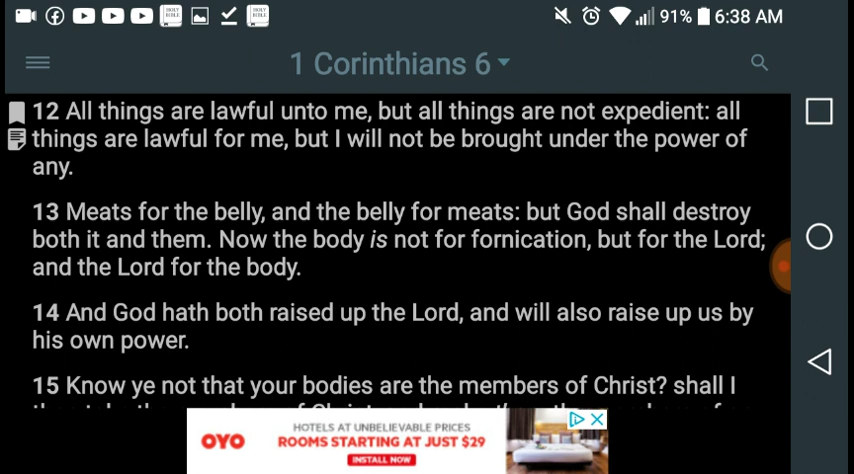 HOLY BIBLE HOLY BIBLE 91% 6:38 AM
1 Corinthians 6
12 All things are lawful unto me, but all things are not expedient: all
things are lawful for me, but I will not be brought under the power of
any.
13 Meats for the belly, and the belly for meats: but God shall destroy
both it and them. Now the body is not for fornication, but for the Lord;
and the Lord for the body.
14 And God hath both raised up the Lord, and will also raise up us by
his own power.
15 Know ye not that your bodies are the members of Christ? shall I
OYO
HOTELS AT UNBELIEVABLE PRICES
ROOMS STARTING AT JUST $29
INSTALL NOW